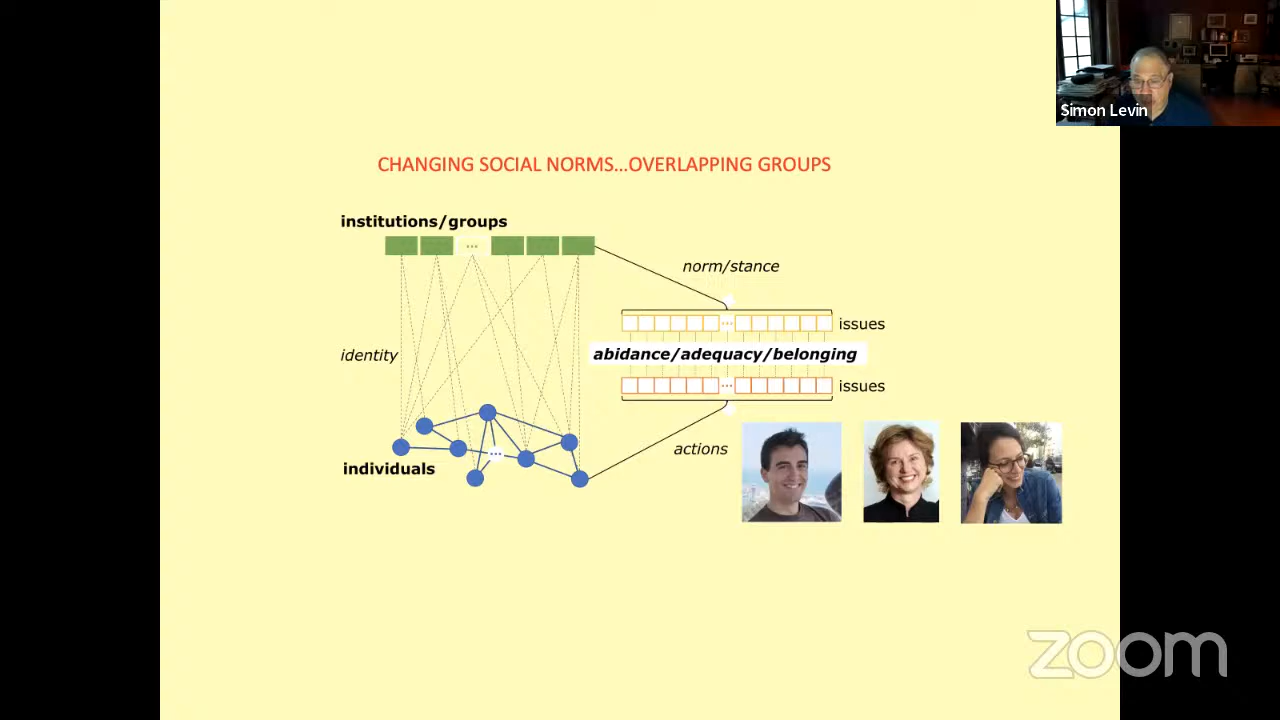 Simon Levin
CHANGING SOCIAL NORMS...OVERLAPPING GROUPS
institutions/groups
...
norm/stance
... issues
identity
abidance/adequacy/belonging
... issues
actions
...
individuals
zoom